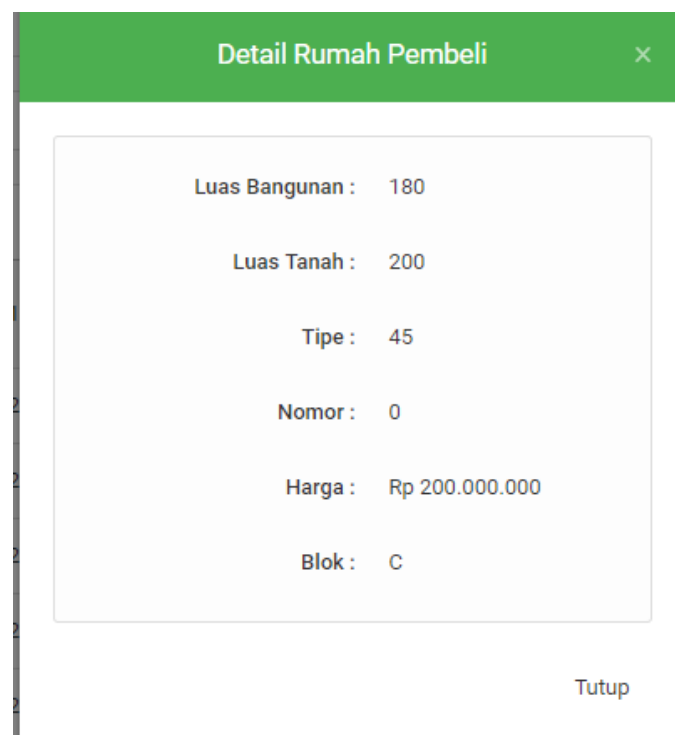 Detail Rumah Pembeli ×
Luas Bangunan : 180
Luas Tanah : 200
Tipe : 45
Nomor : 0
Harga : Rp 200.000.000
Blok : C
Tutup